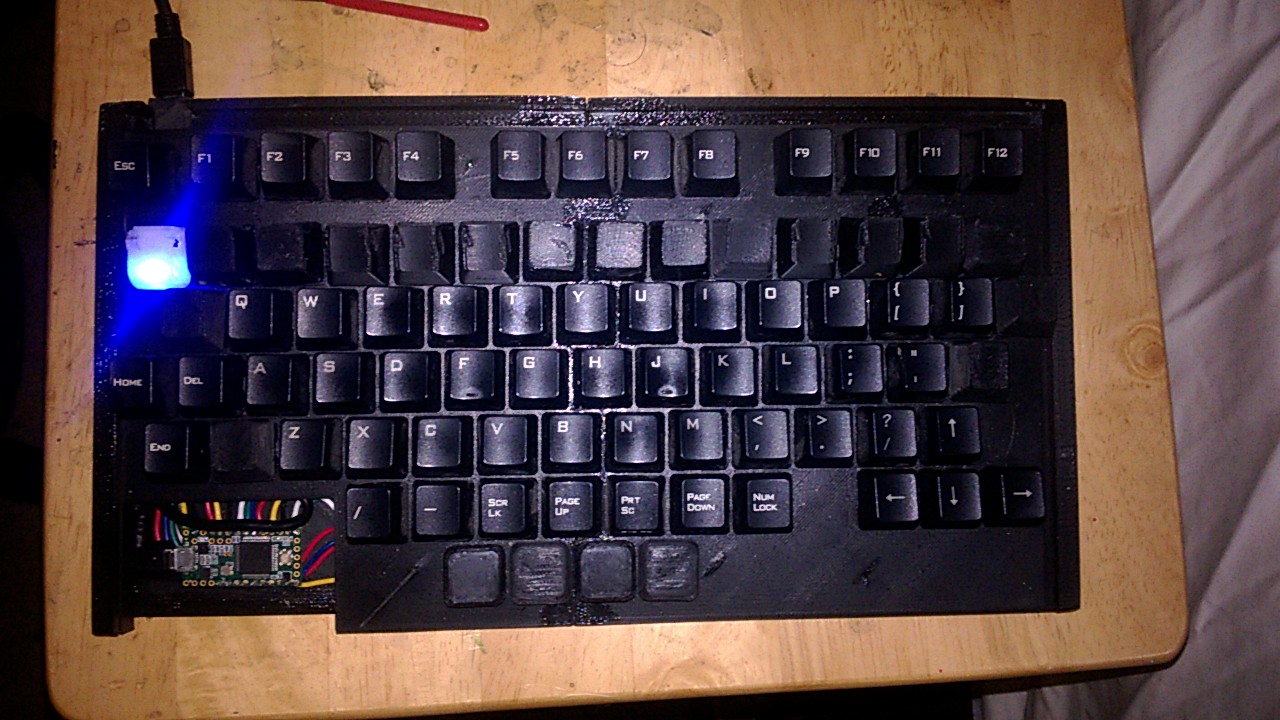 Esc F1 F2 F3 F4 F5 F6 F7 F8 F9 F10 F11 F12
Q W E R T Y U I O P { [ } ]
Home Del A S D F G H J K L : ; " '
End Z X C V B N M < , > . ? / ↑
/ – Scr Lk Page Up Prt Sc Page Down Num Lock ← ↓ →